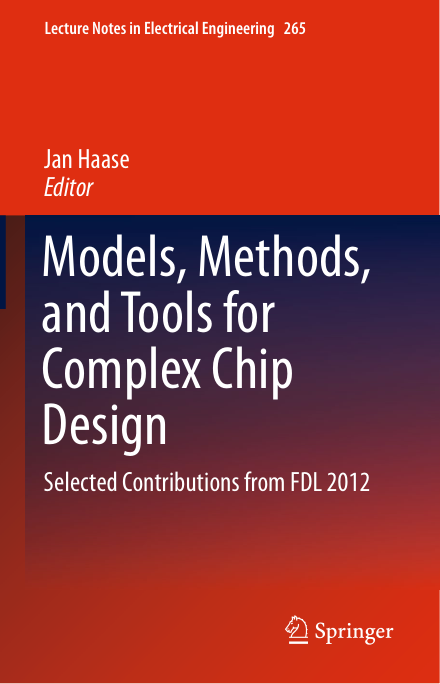 Lecture Notes in Electrical Engineering 265
Jan Haase
Editor
Models, Methods,
and Tools for
Complex Chip
Design
Selected Contributions from FDL 2012
Springer